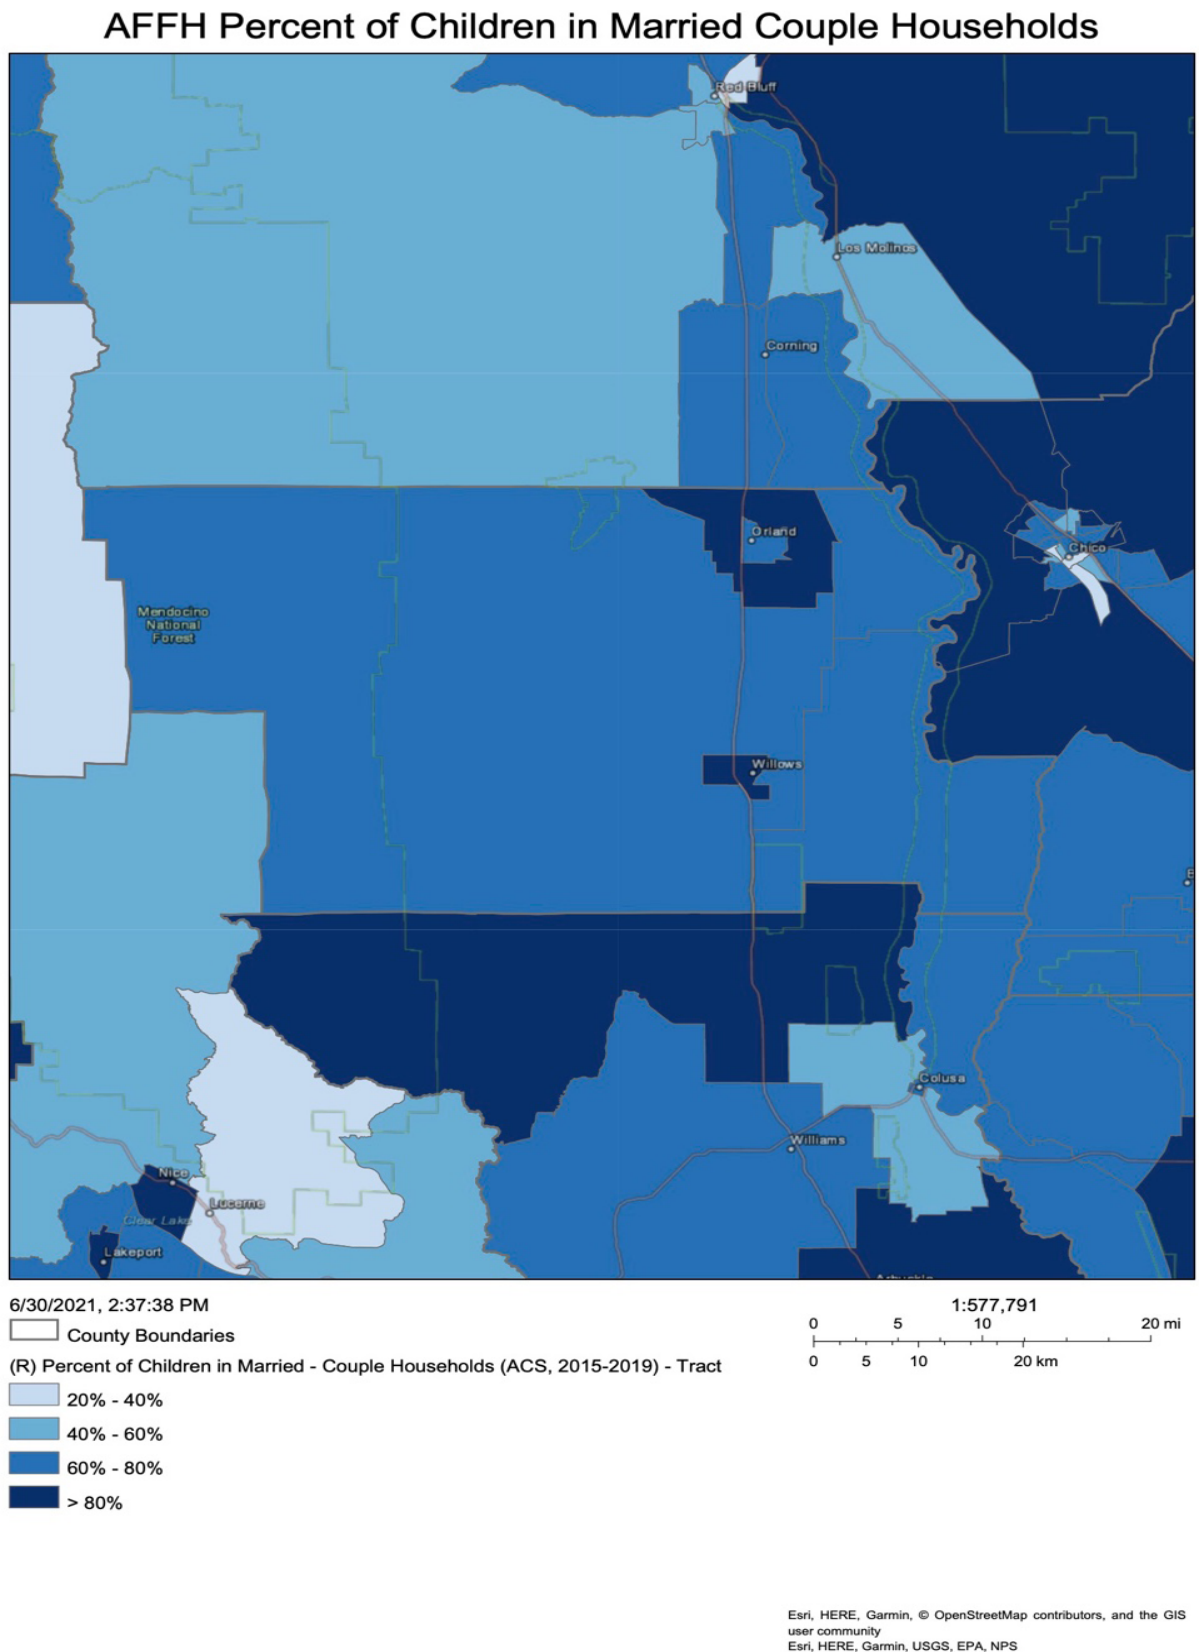 AFFH Percent of Children in Married Couple Households
Red Bluff
Los Molinos
Corning
Orland
Chico
Mendocino
National
Forest
Willows
Colusa
Williams
Nice
Lucerne
Clear Lake
Lakeport
6/30/2021, 2:37:38 PM
County Boundaries
(R) Percent of Children in Married - Couple Households (ACS, 2015-2019) - Tract
20% - 40%
40% - 60%
60% - 80%
> 80%
1:577,791
0 5 10 20 mi
0 5 10 20 km
Esri, HERE, Garmin, © OpenStreetMap contributors, and the GIS
user community
Esri, HERE, Garmin, USGS, EPA, NPS